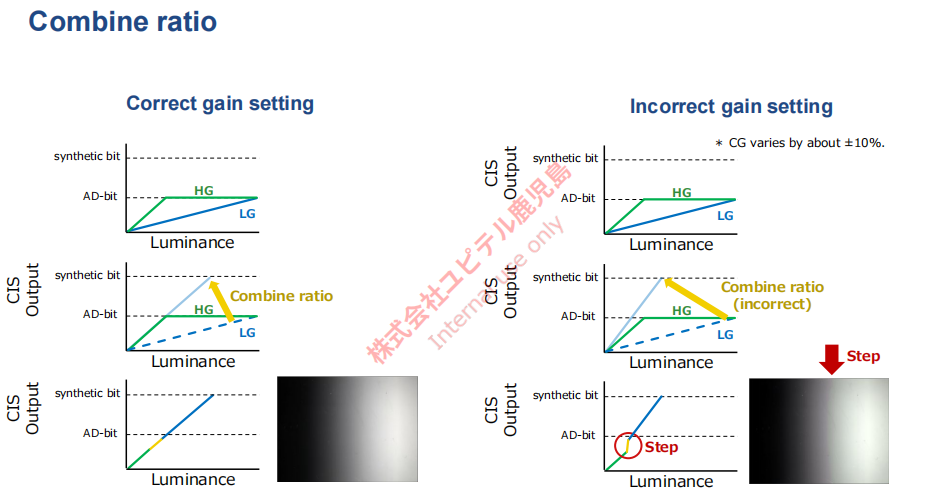 Combine ratio
Correct gain setting
synthetic bit
AD-bit
HG
LG
Luminance
CIS
Output
synthetic bit
Combine ratio
AD-bit
HG
LG
Luminance
CIS
Output
synthetic bit
AD-bit
Luminance
Incorrect gain setting
* CG varies by about ±10%.
CIS
Output
synthetic bit
AD-bit
HG
LG
Luminance
CIS
Output
synthetic bit
Combine ratio
(incorrect)
AD-bit
HG
LG
Luminance
Step
CIS
Output
synthetic bit
AD-bit
Step
Luminance
株式会社ユピテル鹿児島
Internal use only